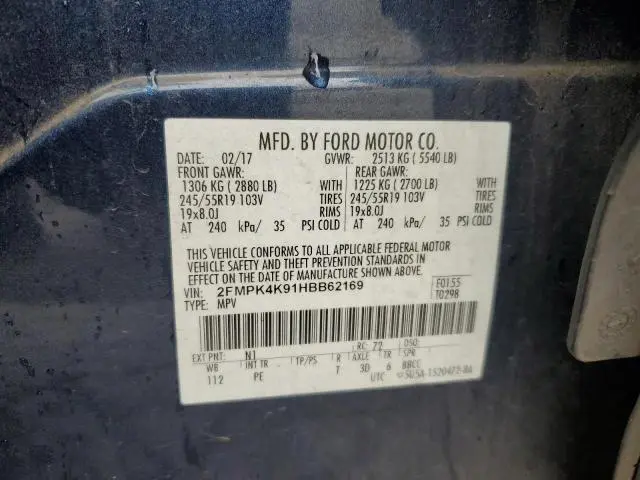 MFD. BY FORD MOTOR CO.
DATE: 02/17 GVWR: 2513 KG ( 5540 LB)
FRONT GAWR: REAR GAWR:
1306 KG ( 2880 LB) WITH 1225 KG ( 2700 LB) WITH
245/55R19 103V TIRES 245/55R19 103V TIRES
19x8.0J RIMS 19x8.0J RIMS
AT 240 kPa/ 35 PSI COLD AT 240 kPa/ 35 PSI COLD
THIS VEHICLE CONFORMS TO ALL APPLICABLE FEDERAL MOTOR
VEHICLE SAFETY AND THEFT PREVENTION STANDARDS IN
EFFECT ON THE DATE OF MANUFACTURE SHOWN ABOVE.
VIN: 2FMPK4K91HBB62169 F0155
TYPE: MPV T0298
EXT PNT: N1 RC: 72 DSO:
WB INT TR TP/PS R AXLE TR SPR
112 PE T 3D 6 BBCC
UTC